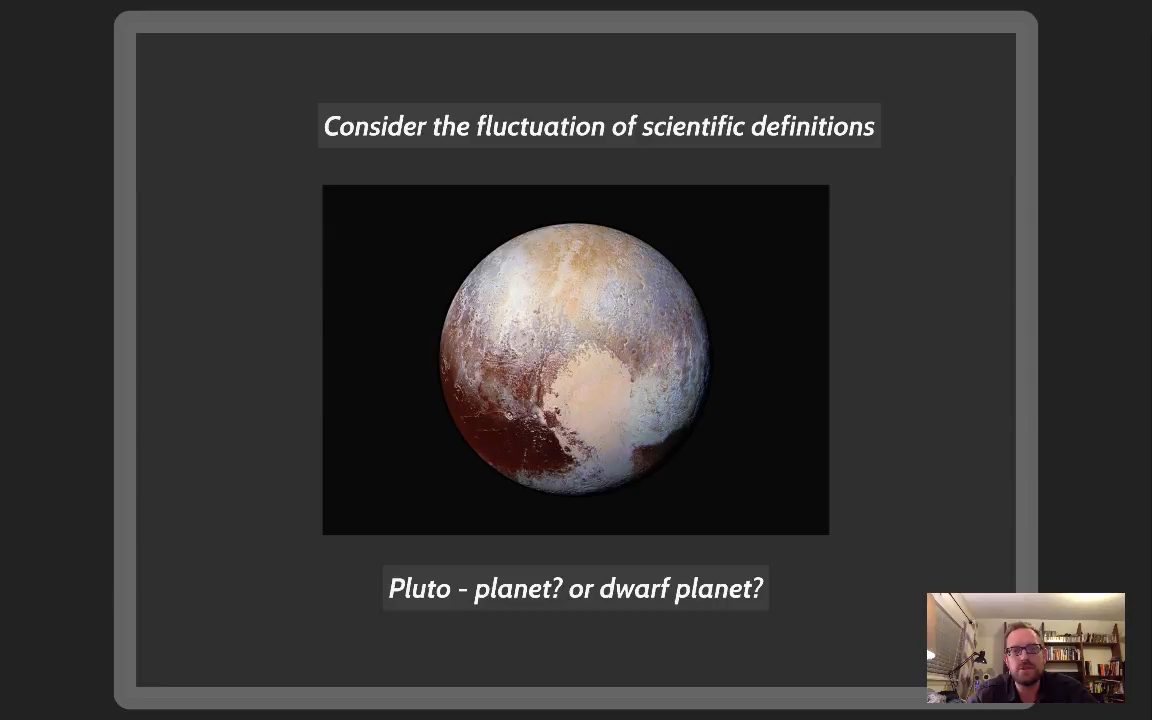 Consider the fluctuation of scientific definitions
Pluto - planet? or dwarf planet?